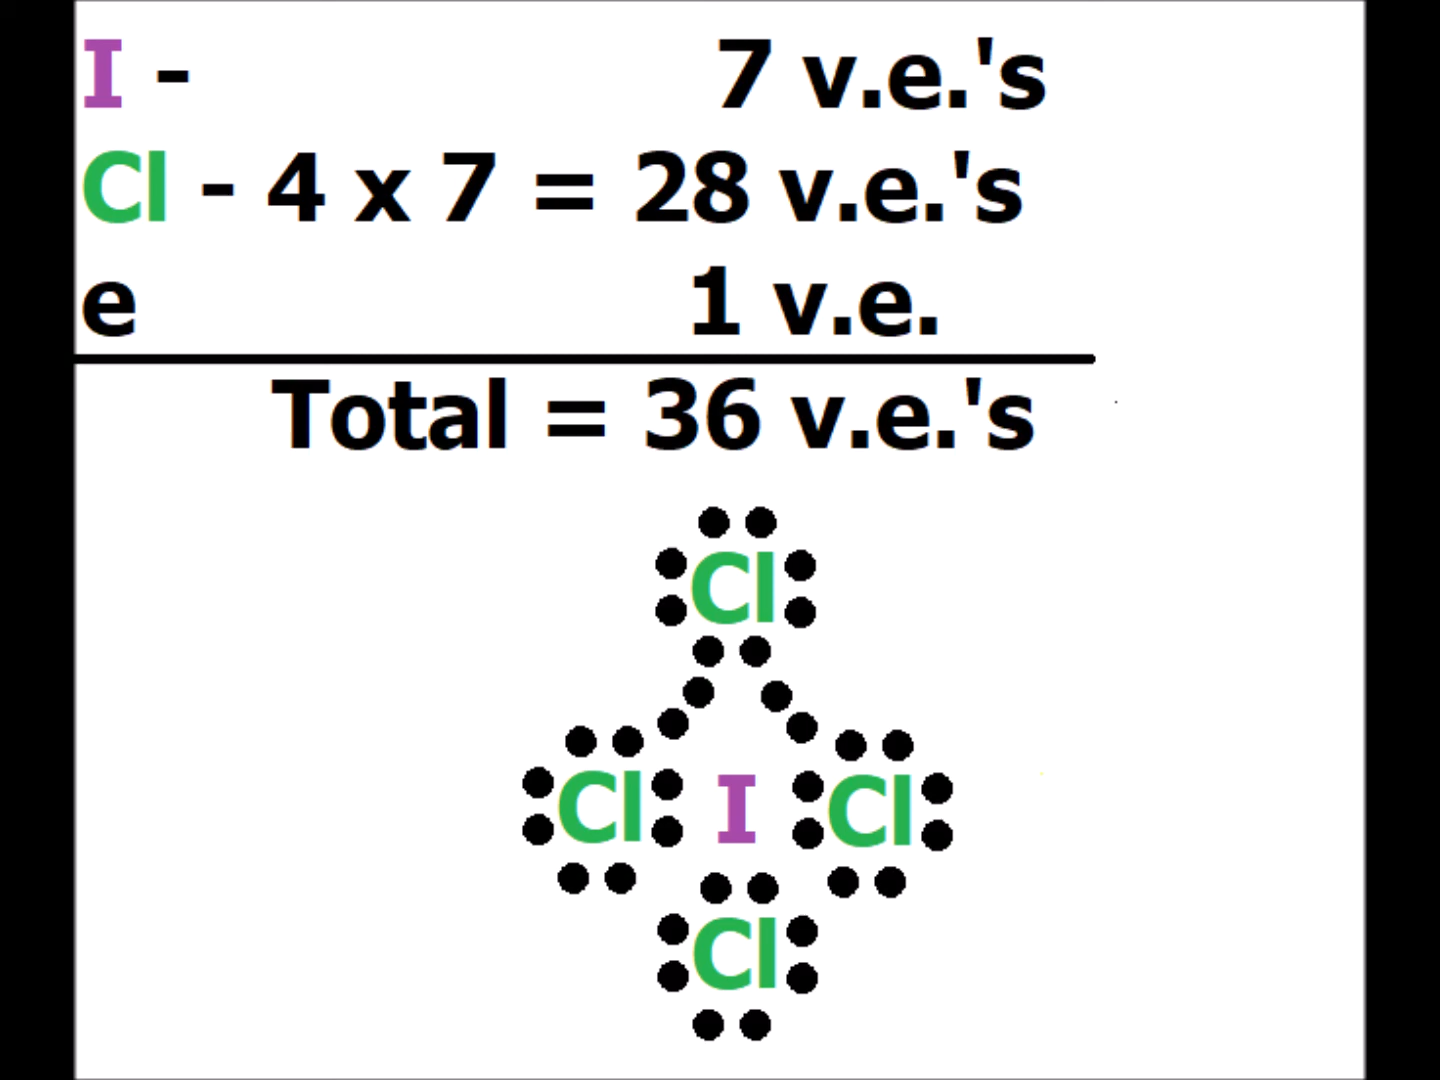 I - 7 v.e.'s
Cl - 4 x 7 = 28 v.e.'s
e 1 v.e.
Total = 36 v.e.'s
Cl
Cl I Cl
Cl